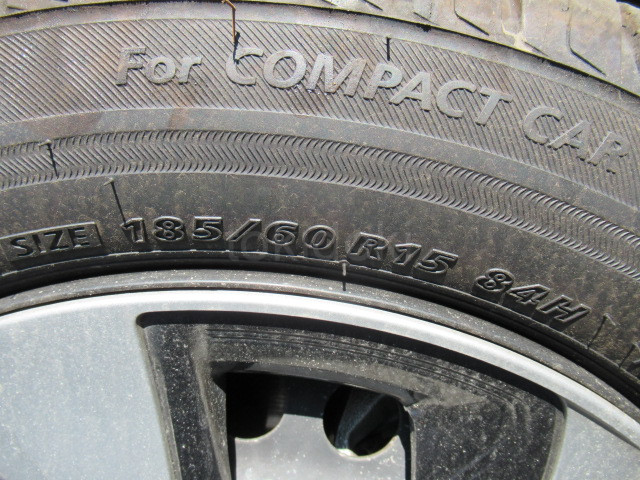 For COMPACT CAR
SIZE 185/60 R15 84H